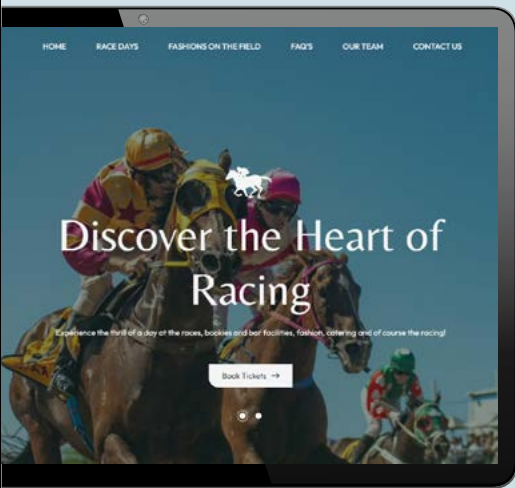 HOME RACE DAYS FASHIONS ON THE FIELD FAQ'S OUR TEAM CONTACT US
Discover the Heart of
Racing
Experience the thrill of a day at the races, bookies and bar facilities, fashion, catering and of course the racing!
Book Tickets →